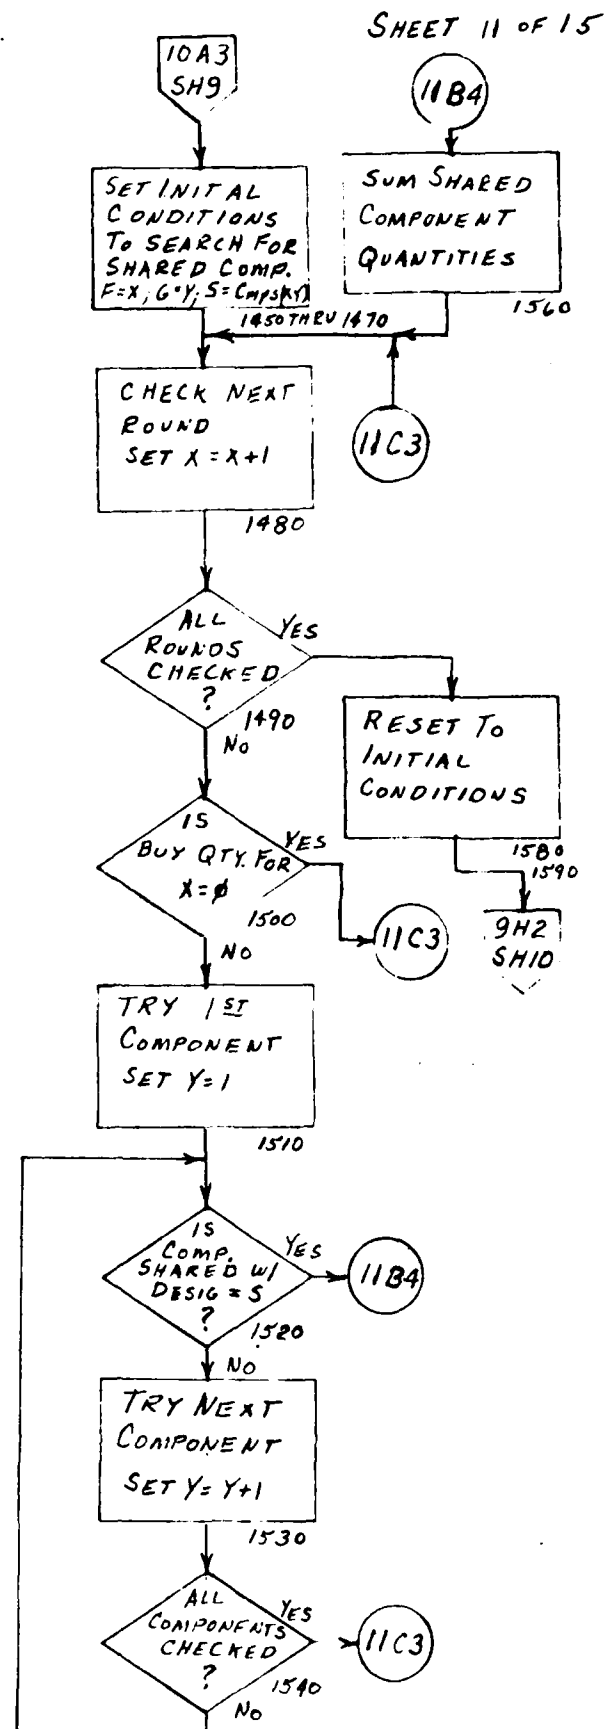 SHEET 11 OF 15
10A3
SH9
11B4
SET INITAL
CONDITIONS
TO SEARCH FOR
SHARED COMP.
F=X; G=Y; S=CMPS(X,Y)
SUM SHARED
COMPONENT
QUANTITIES
1560
1450 THRU 1470
CHECK NEXT
ROUND
SET X = X+1
11C3
1480
ALL
ROUNDS
CHECKED
?
YES
1490
NO
RESET TO
INITIAL
CONDITIONS
1580
1590
IS
BUY QTY. FOR
X=ø
YES
1500
NO
11C3
9H2
SH10
TRY 1ST
COMPONENT
SET Y=1
1510
IS
COMP.
SHARED W/
DESIG = S
?
YES
11B4
1520
NO
TRY NEXT
COMPONENT
SET Y= Y+1
1530
ALL
COMPONENTS
CHECKED
?
YES
11C3
1540
NO